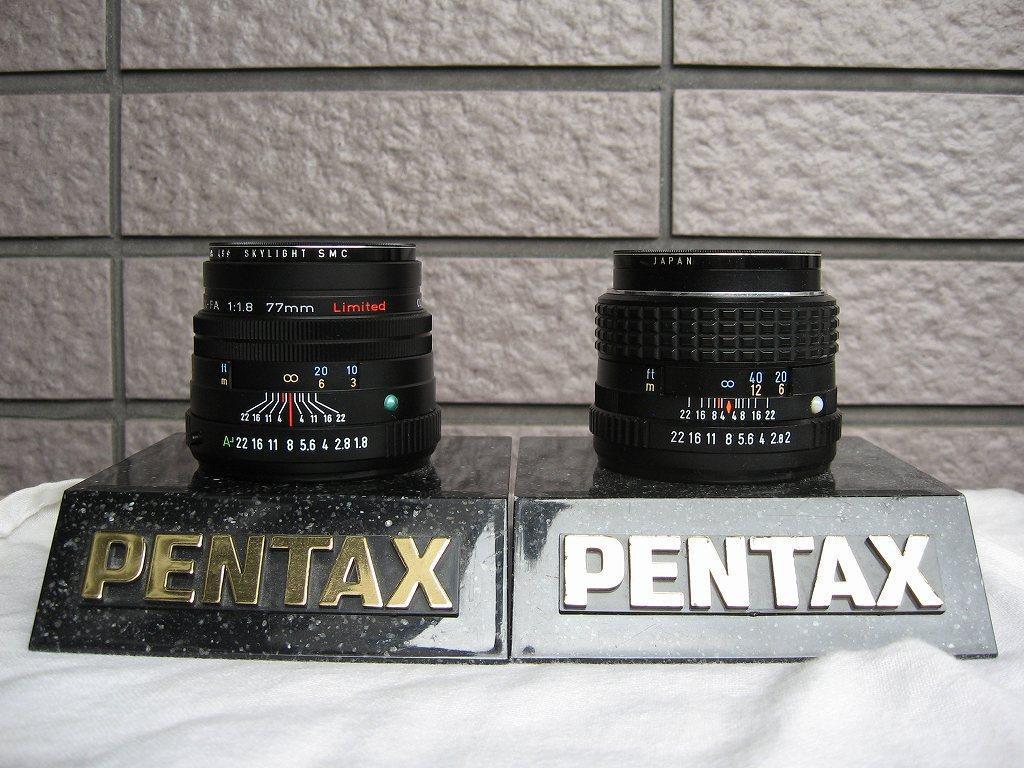 SKYLIGHT SMC
FA 1:1.8 77mm Limited
ft ∞ 20 10
m 6 3
22 16 11 4 4 11 16 22
A 22 16 11 8 5.6 4 2.8 1.8
PENTAX
JAPAN
ft ∞ 40 20
m 12 6
22 16 8 4 4 8 16 22
22 16 11 8 5.6 4 2.8 2
PENTAX